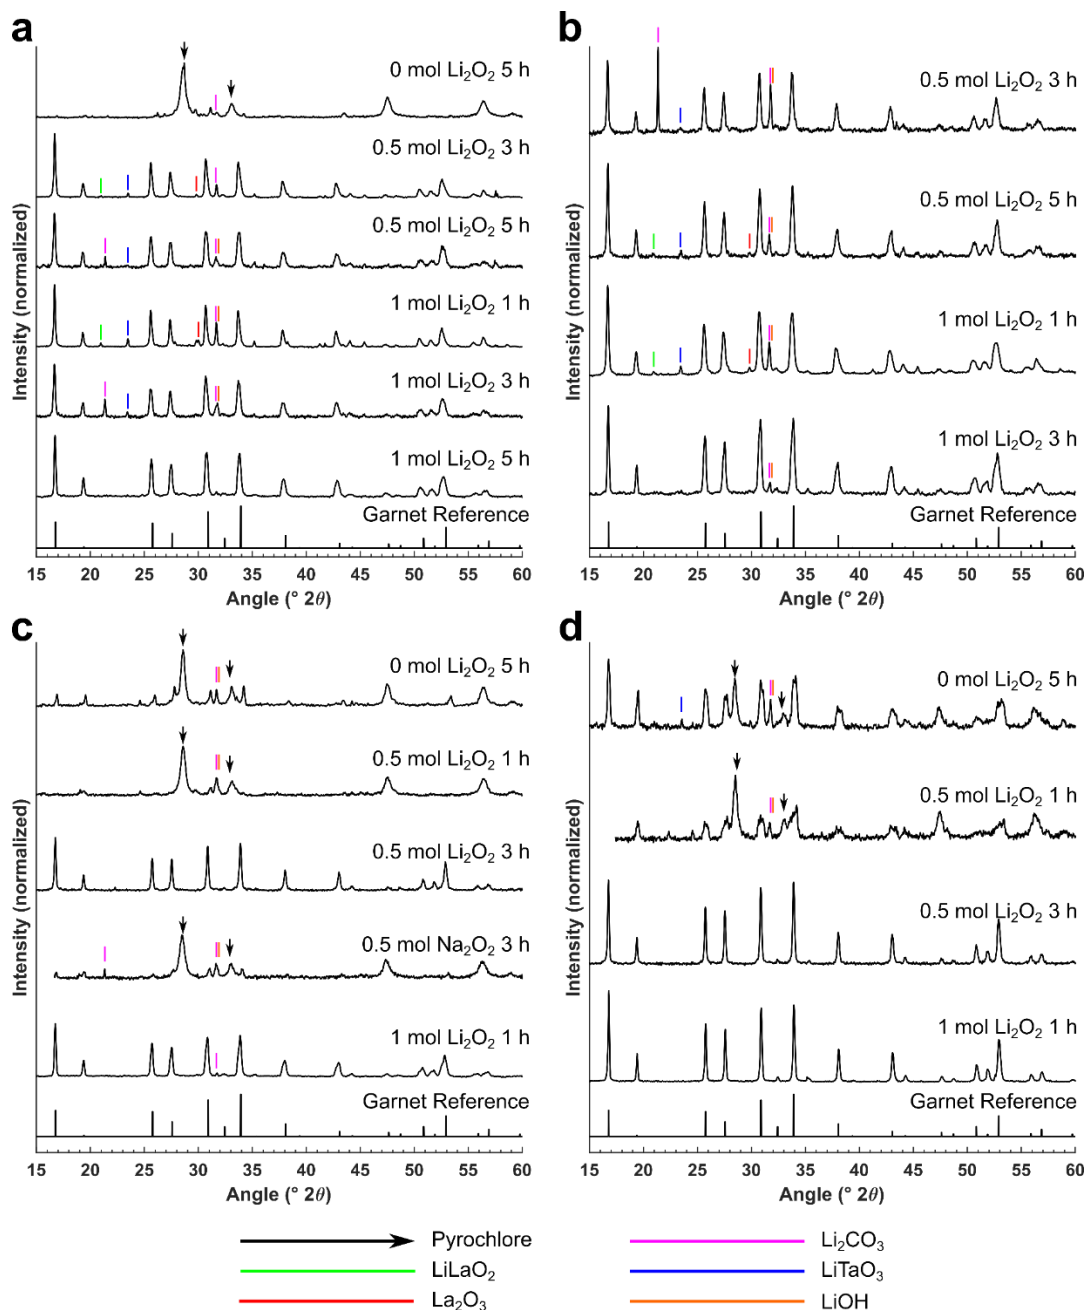 a
0 mol Li₂O₂ 5 h
0.5 mol Li₂O₂ 3 h
0.5 mol Li₂O₂ 5 h
1 mol Li₂O₂ 1 h
1 mol Li₂O₂ 3 h
1 mol Li₂O₂ 5 h
Garnet Reference
Intensity (normalized)
15 20 25 30 35 40 45 50 55 60
Angle (° 2θ)
b
0.5 mol Li₂O₂ 3 h
0.5 mol Li₂O₂ 5 h
1 mol Li₂O₂ 1 h
1 mol Li₂O₂ 3 h
Garnet Reference
Intensity (normalized)
15 20 25 30 35 40 45 50 55 60
Angle (° 2θ)
c
0 mol Li₂O₂ 5 h
0.5 mol Li₂O₂ 1 h
0.5 mol Li₂O₂ 3 h
0.5 mol Na₂O₂ 3 h
1 mol Li₂O₂ 1 h
Garnet Reference
Intensity (normalized)
15 20 25 30 35 40 45 50 55 60
Angle (° 2θ)
d
0 mol Li₂O₂ 5 h
0.5 mol Li₂O₂ 1 h
0.5 mol Li₂O₂ 3 h
1 mol Li₂O₂ 1 h
Garnet Reference
Intensity (normalized)
15 20 25 30 35 40 45 50 55 60
Angle (° 2θ)
Pyrochlore
LiLaO₂
La₂O₃
Li₂CO₃
LiTaO₃
LiOH